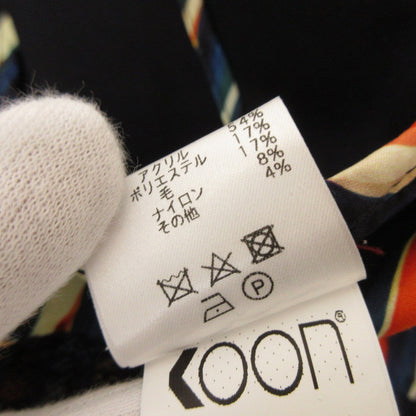 アクリル 54%
ポリエステル 17%
毛 17%
ナイロン 8%
その他 4%
P
KOON®